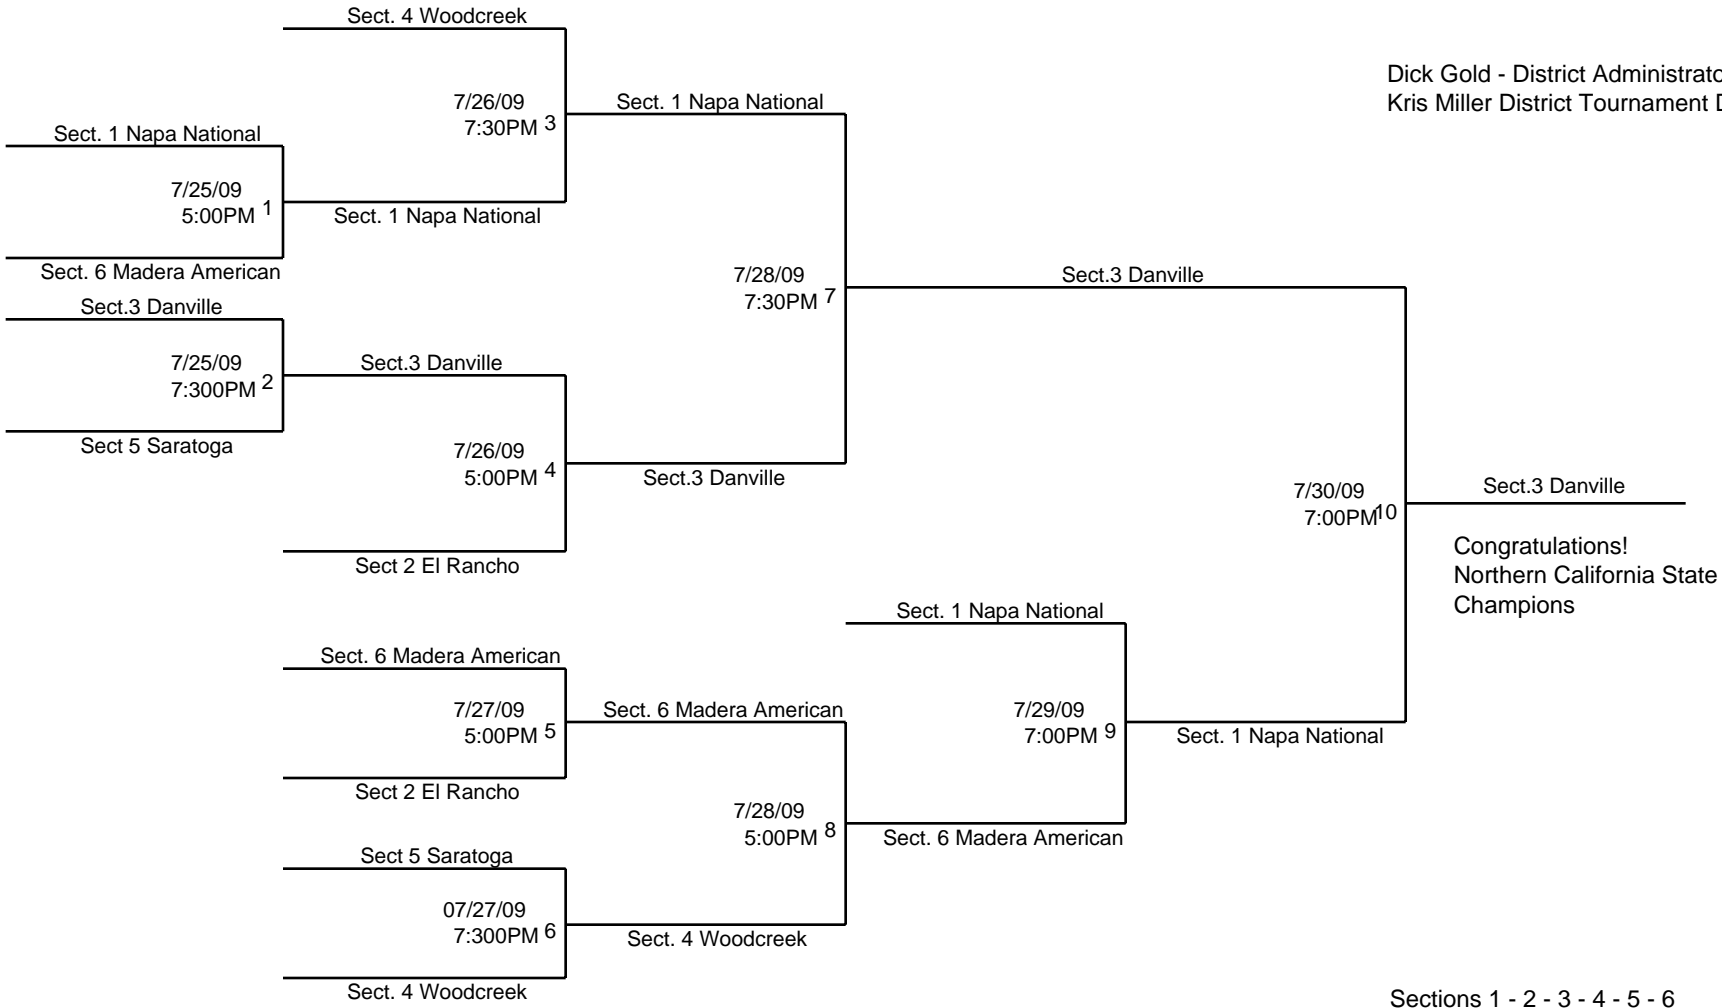 Sect. 4 Woodcreek
Dick Gold - District Administrato
Kris Miller District Tournament D
7/26/09
7:30PM 3
Sect. 1 Napa National
Sect. 1 Napa National
7/25/09
5:00PM 1
Sect. 1 Napa National
Sect. 6 Madera American
Sect.3 Danville
7/28/09
7:30PM 7
Sect.3 Danville
7/25/09
7:300PM 2
Sect.3 Danville
Sect 5 Saratoga
7/26/09
5:00PM 4
Sect.3 Danville
7/30/09
7:00PM 10
Sect.3 Danville
Congratulations!
Northern California State
Champions
Sect 2 El Rancho
Sect. 1 Napa National
Sect. 6 Madera American
7/27/09
5:00PM 5
Sect. 6 Madera American
7/29/09
7:00PM 9
Sect. 1 Napa National
Sect 2 El Rancho
7/28/09
5:00PM 8
Sect. 6 Madera American
Sect 5 Saratoga
07/27/09
7:300PM 6
Sect. 4 Woodcreek
Sect. 4 Woodcreek
Sections 1 - 2 - 3 - 4 - 5 - 6